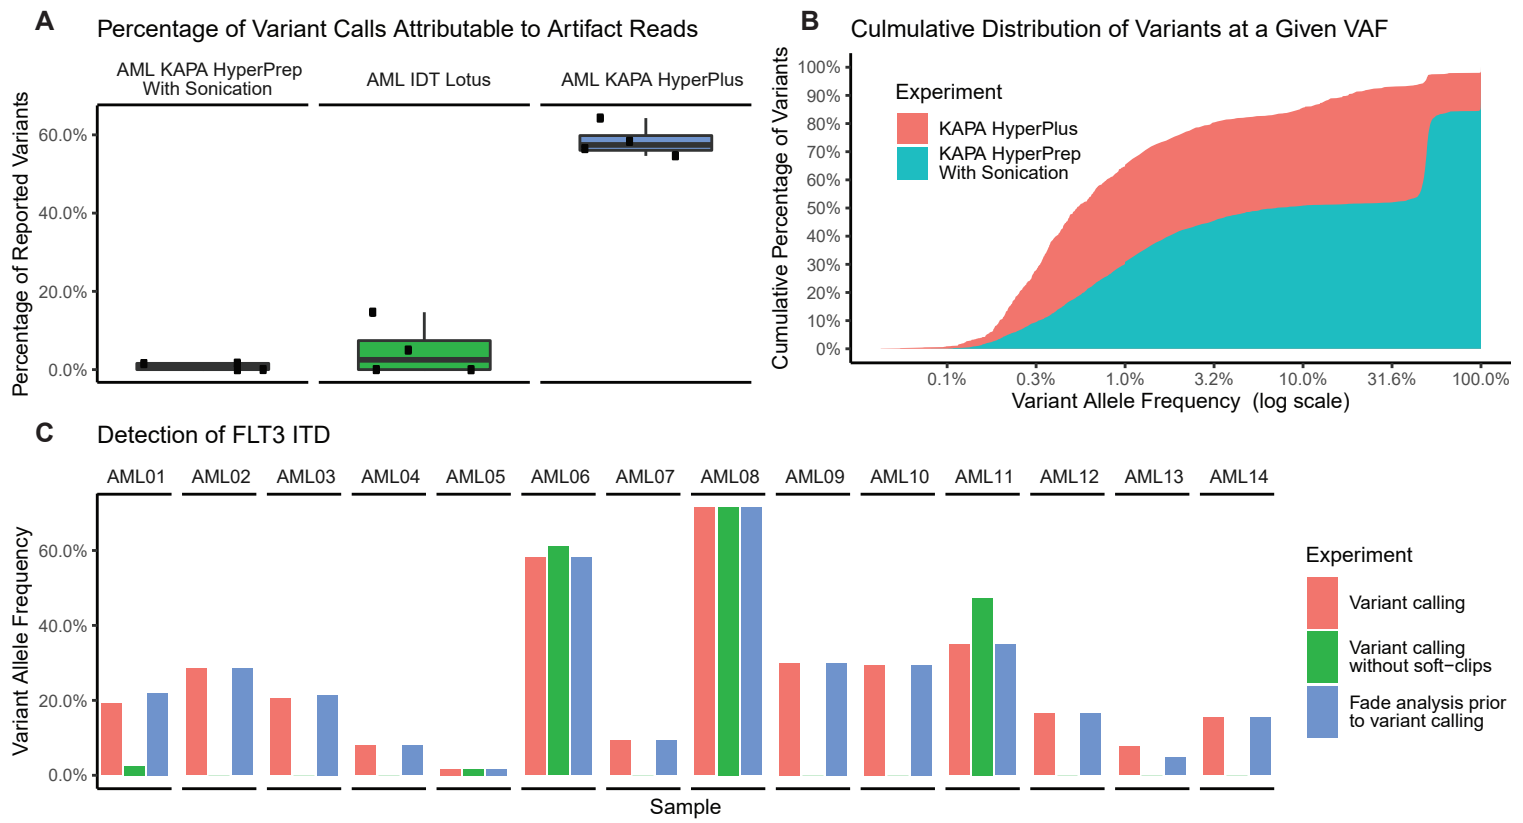 A
Percentage of Variant Calls Attributable to Artifact Reads
AML KAPA HyperPrep
With Sonication
AML IDT Lotus
AML KAPA HyperPlus
Percentage of Reported Variants
60.0%
40.0%
20.0%
0.0%
B
Culmulative Distribution of Variants at a Given VAF
Cumulative Percentage of Variants
100%
90%
80%
70%
60%
50%
40%
30%
20%
10%
0%
Experiment
KAPA HyperPlus
KAPA HyperPrep
With Sonication
0.1%
0.3%
1.0%
3.2%
10.0%
31.6%
100.0%
Variant Allele Frequency (log scale)
C
Detection of FLT3 ITD
AML01
AML02
AML03
AML04
AML05
AML06
AML07
AML08
AML09
AML10
AML11
AML12
AML13
AML14
Variant Allele Frequency
60.0%
40.0%
20.0%
0.0%
Sample
Experiment
Variant calling
Variant calling
without soft−clips
Fade analysis prior
to variant calling